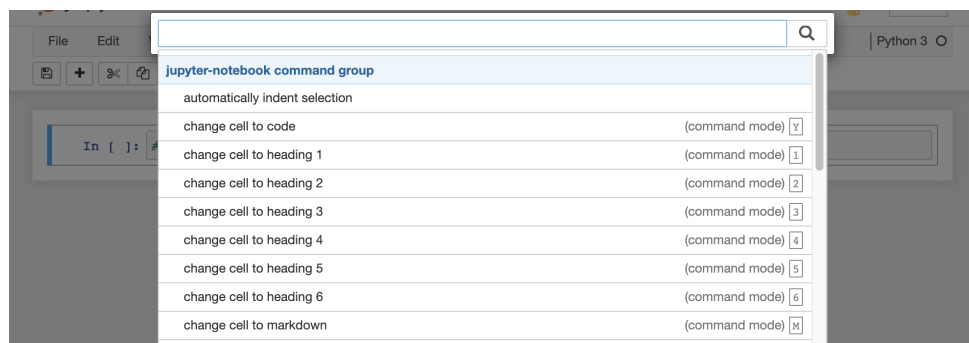 File Edit
Python 3
jupyter-notebook command group
automatically indent selection
change cell to code (command mode) Y
In [ ]: #
change cell to heading 1 (command mode) 1
change cell to heading 2 (command mode) 2
change cell to heading 3 (command mode) 3
change cell to heading 4 (command mode) 4
change cell to heading 5 (command mode) 5
change cell to heading 6 (command mode) 6
change cell to markdown (command mode) M